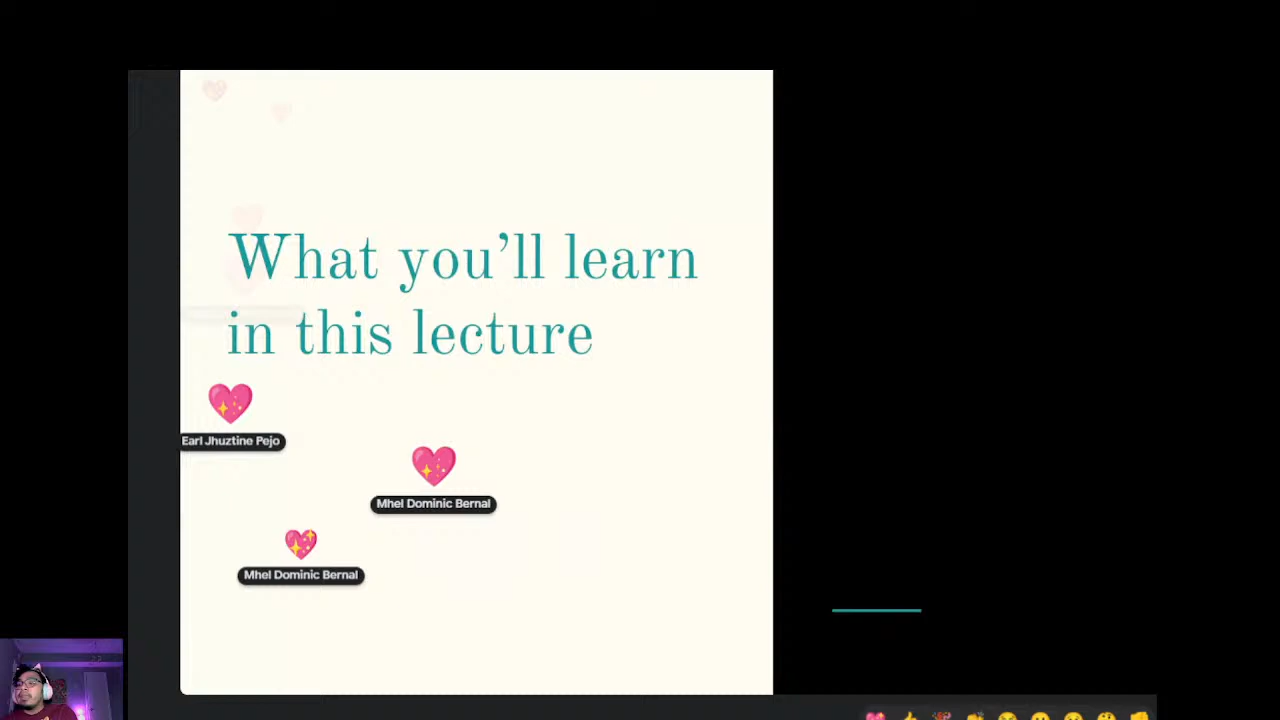 What you’ll learn
in this lecture
Earl Jhuztine Pejo
Mhel Dominic Bernal
Mhel Dominic Bernal